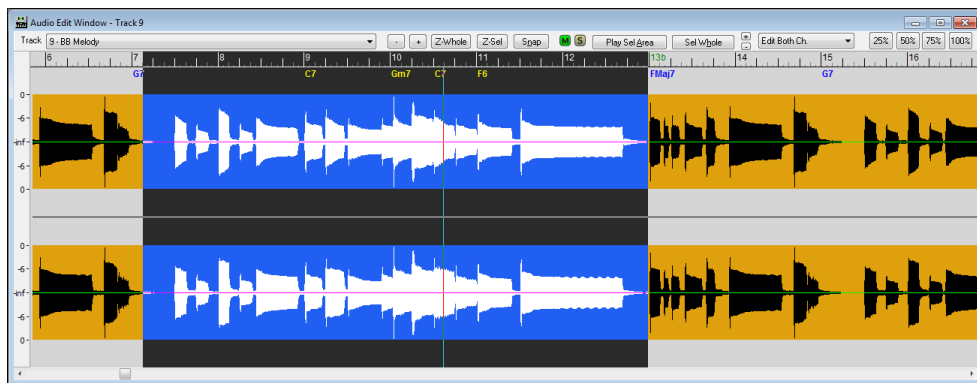 Audio Edit Window - Track 9
Track 9 - BB Melody - + Z-Whole Z-Sel Snap M S Play Sel Area Sel Whole + - Edit Both Ch. 25% 50% 75% 100%
6 7 8 9 10 11 12 13b 14 15 16
G7 C7 Gm7 C7 F6 FMaj7 G7
0-
-6-
-inf-
-6-
0-
0-
-6-
-inf-
-6-
0-